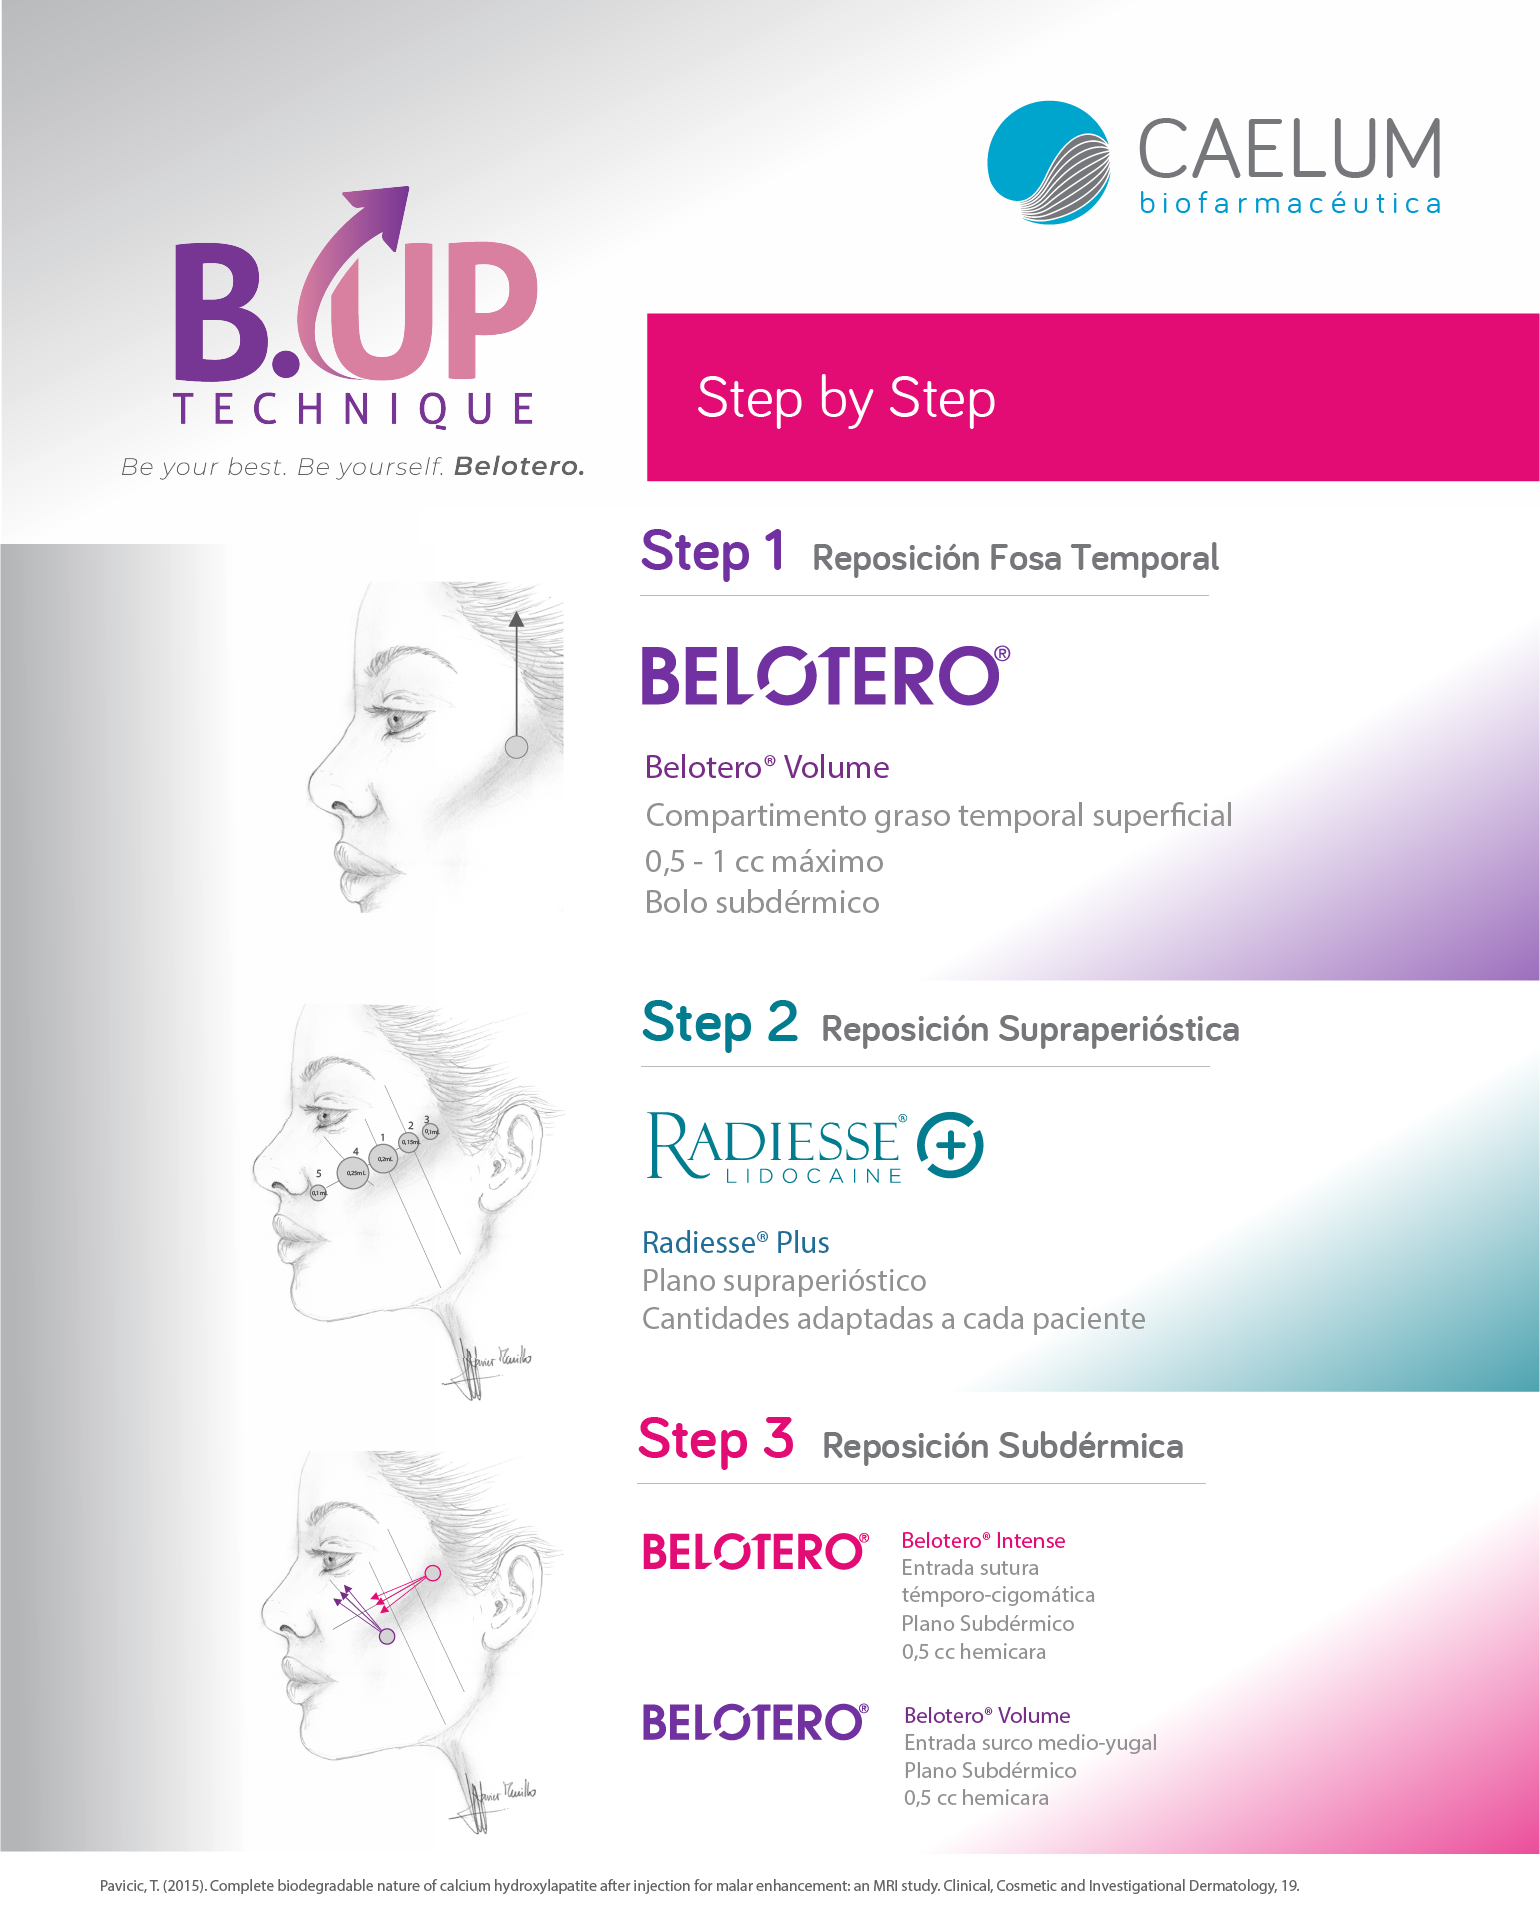 CAELUM
biofarmacéutica
B.UP
TECHNIQUE
Be your best. Be yourself. Belotero.
Step by Step
Step 1 Reposición Fosa Temporal
BELOTERO®
Belotero® Volume
Compartimento graso temporal superficial
0,5 - 1 cc máximo
Bolo subdérmico
Step 2 Reposición Supraperióstica
RADIESSE®
LIDOCAINE
Radiesse® Plus
Plano supraperióstico
Cantidades adaptadas a cada paciente
3
2
1
4
5
0,1mL
0,15mL
0,2mL
0,25mL
0,1mL
Step 3 Reposición Subdérmica
BELOTERO®
Belotero® Intense
Entrada sutura
témporo-cigomática
Plano Subdérmico
0,5 cc hemicara
BELOTERO®
Belotero® Volume
Entrada surco medio-yugal
Plano Subdérmico
0,5 cc hemicara
Pavicic, T. (2015). Complete biodegradable nature of calcium hydroxylapatite after injection for malar enhancement: an MRI study. Clinical, Cosmetic and Investigational Dermatology, 19.